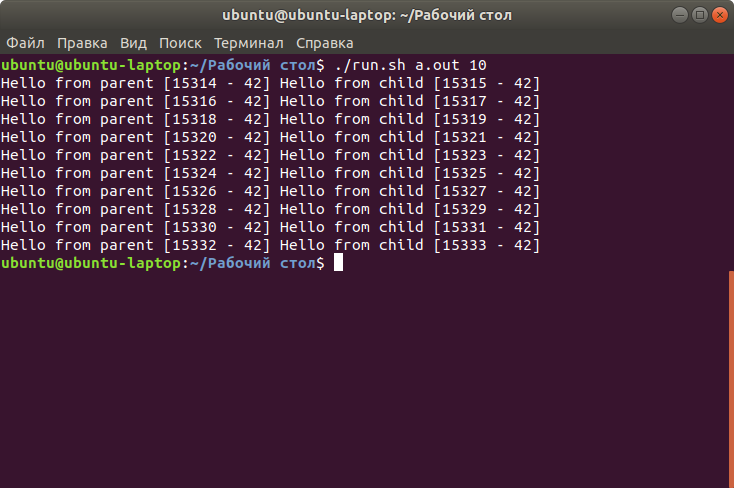 ubuntu@ubuntu-laptop: ~/Рабочий стол
Файл Правка Вид Поиск Терминал Справка
ubuntu@ubuntu-laptop:~/Рабочий стол$ ./run.sh a.out 10
Hello from parent [15314 - 42] Hello from child [15315 - 42]
Hello from parent [15316 - 42] Hello from child [15317 - 42]
Hello from parent [15318 - 42] Hello from child [15319 - 42]
Hello from parent [15320 - 42] Hello from child [15321 - 42]
Hello from parent [15322 - 42] Hello from child [15323 - 42]
Hello from parent [15324 - 42] Hello from child [15325 - 42]
Hello from parent [15326 - 42] Hello from child [15327 - 42]
Hello from parent [15328 - 42] Hello from child [15329 - 42]
Hello from parent [15330 - 42] Hello from child [15331 - 42]
Hello from parent [15332 - 42] Hello from child [15333 - 42]
ubuntu@ubuntu-laptop:~/Рабочий стол$